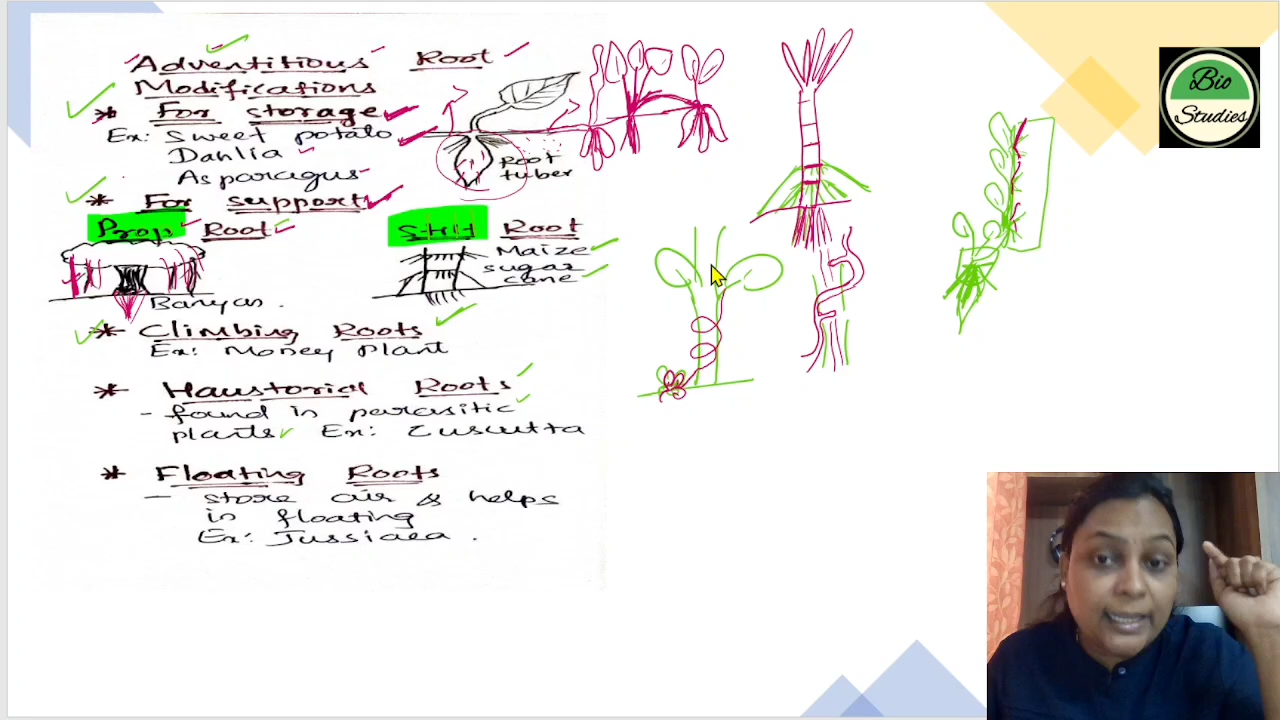 Adventitious Root
Modifications
* For storage
Ex: Sweet potato
Dahlia
Asparagus
Root
tuber
* For support
Prop Root
Stilt Root
Maize
sugar
cane
Banyan.
* Climbing Roots
Ex: Money Plant
* Haustorial Roots
- found in parasitic
plants Ex: Cuscutta
* Floating Roots
- store air & helps
in floating
Ex: Jussiaea.
Bio
Studies